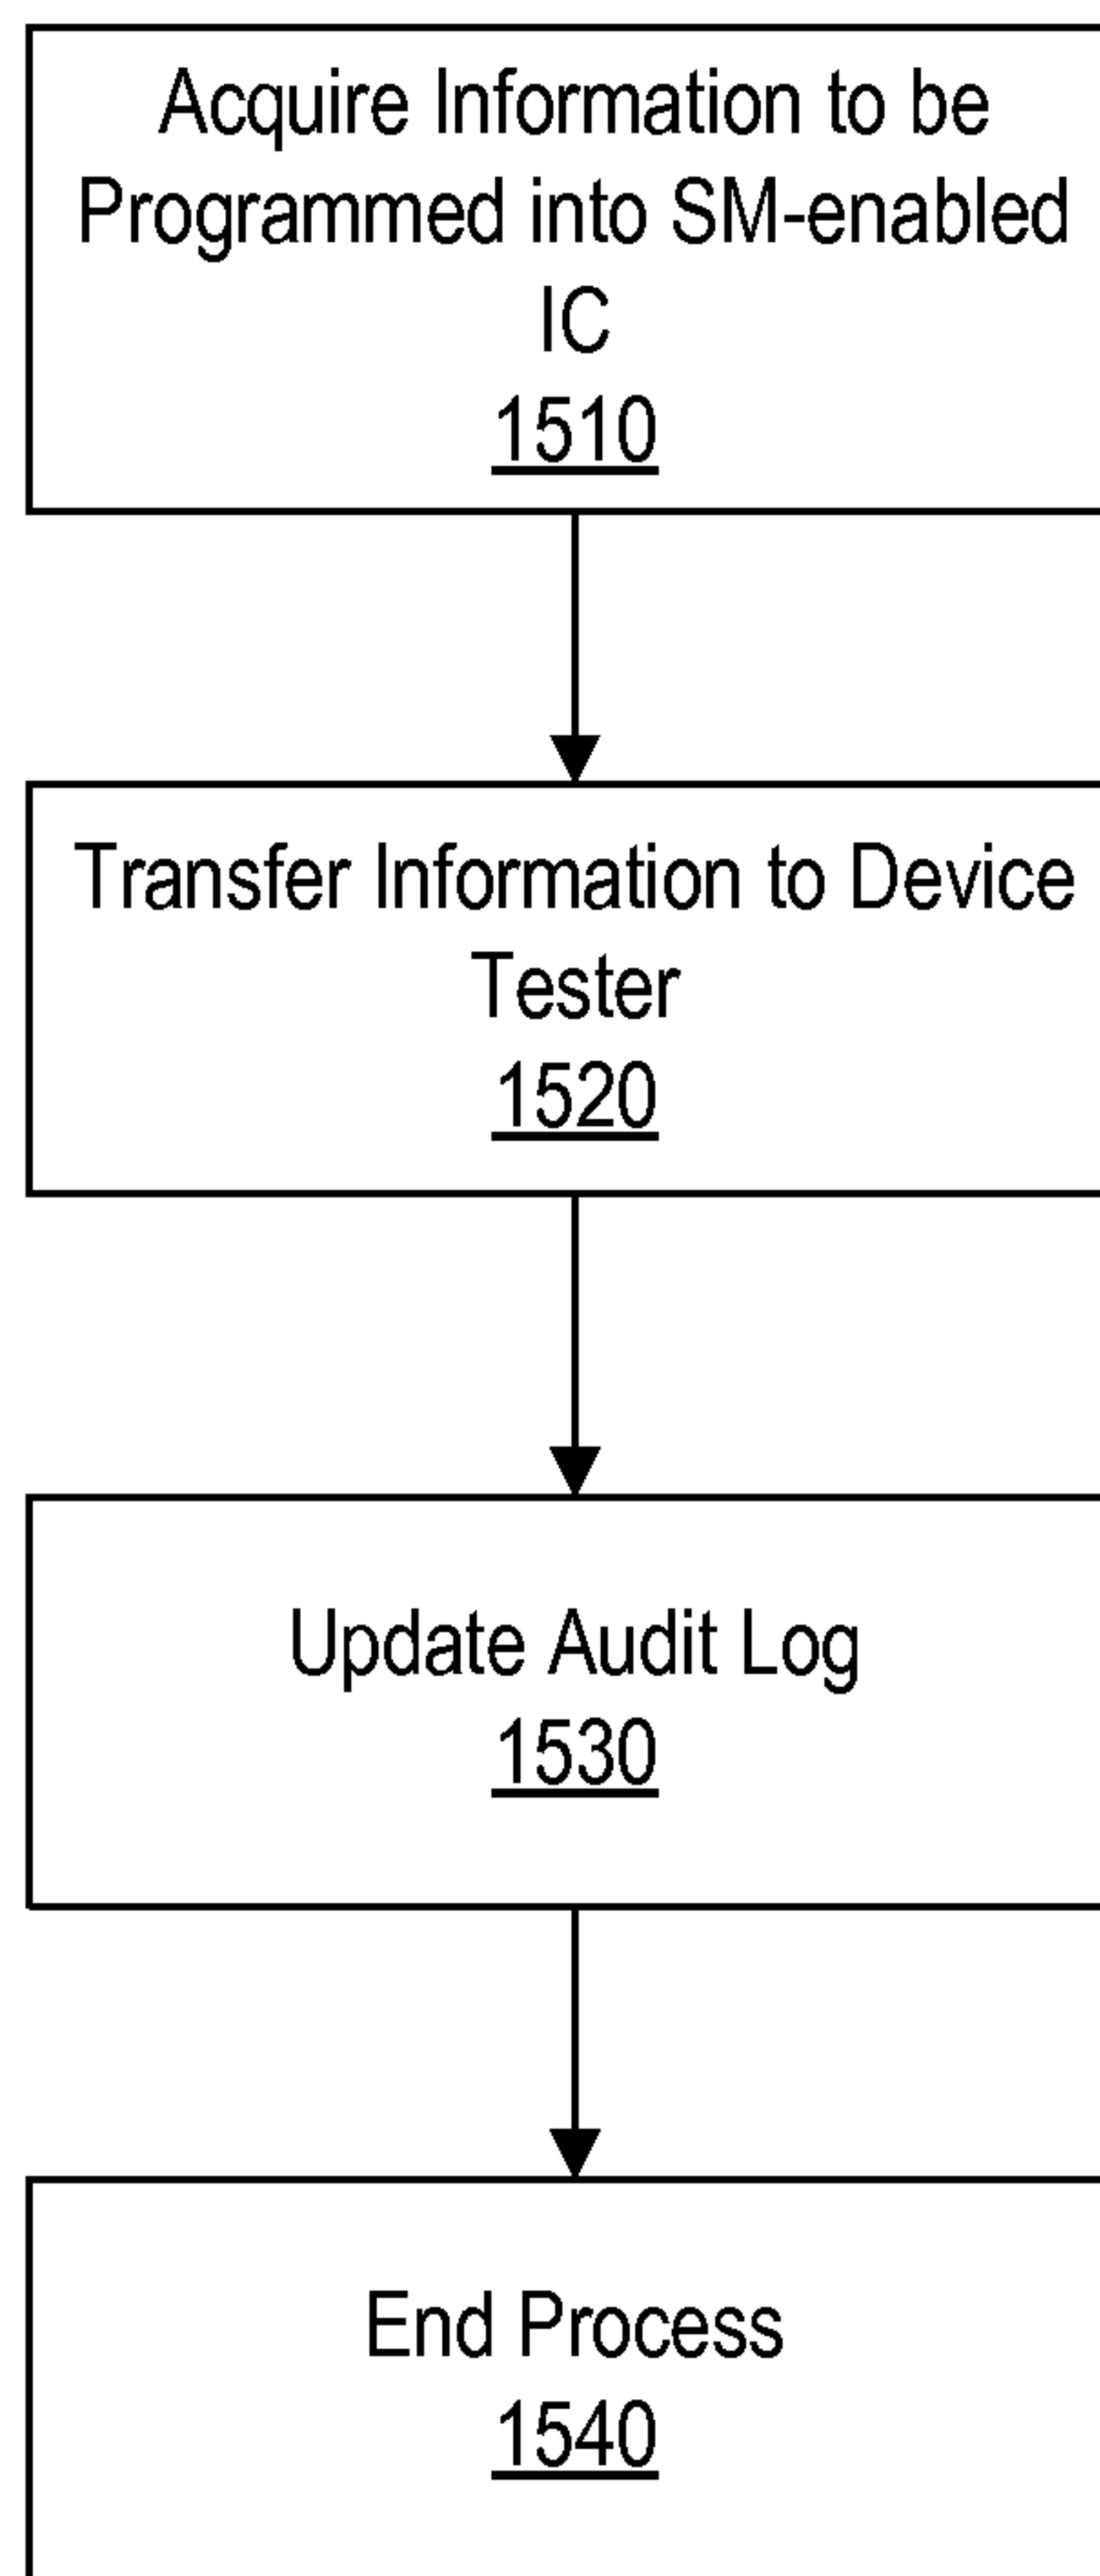 Acquire Information to be
Programmed into SM-enabled
IC
1510
Transfer Information to Device
Tester
1520
Update Audit Log
1530
End Process
1540